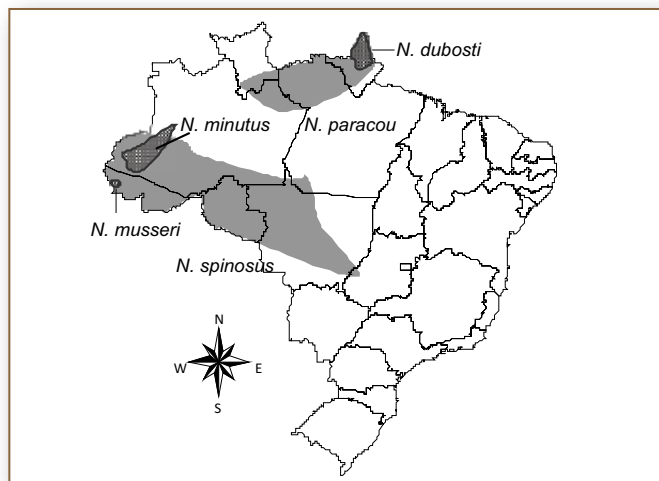 N. dubosti
N. minutus
N. paracou
N. musseri
N. spinosus
N
W
E
S